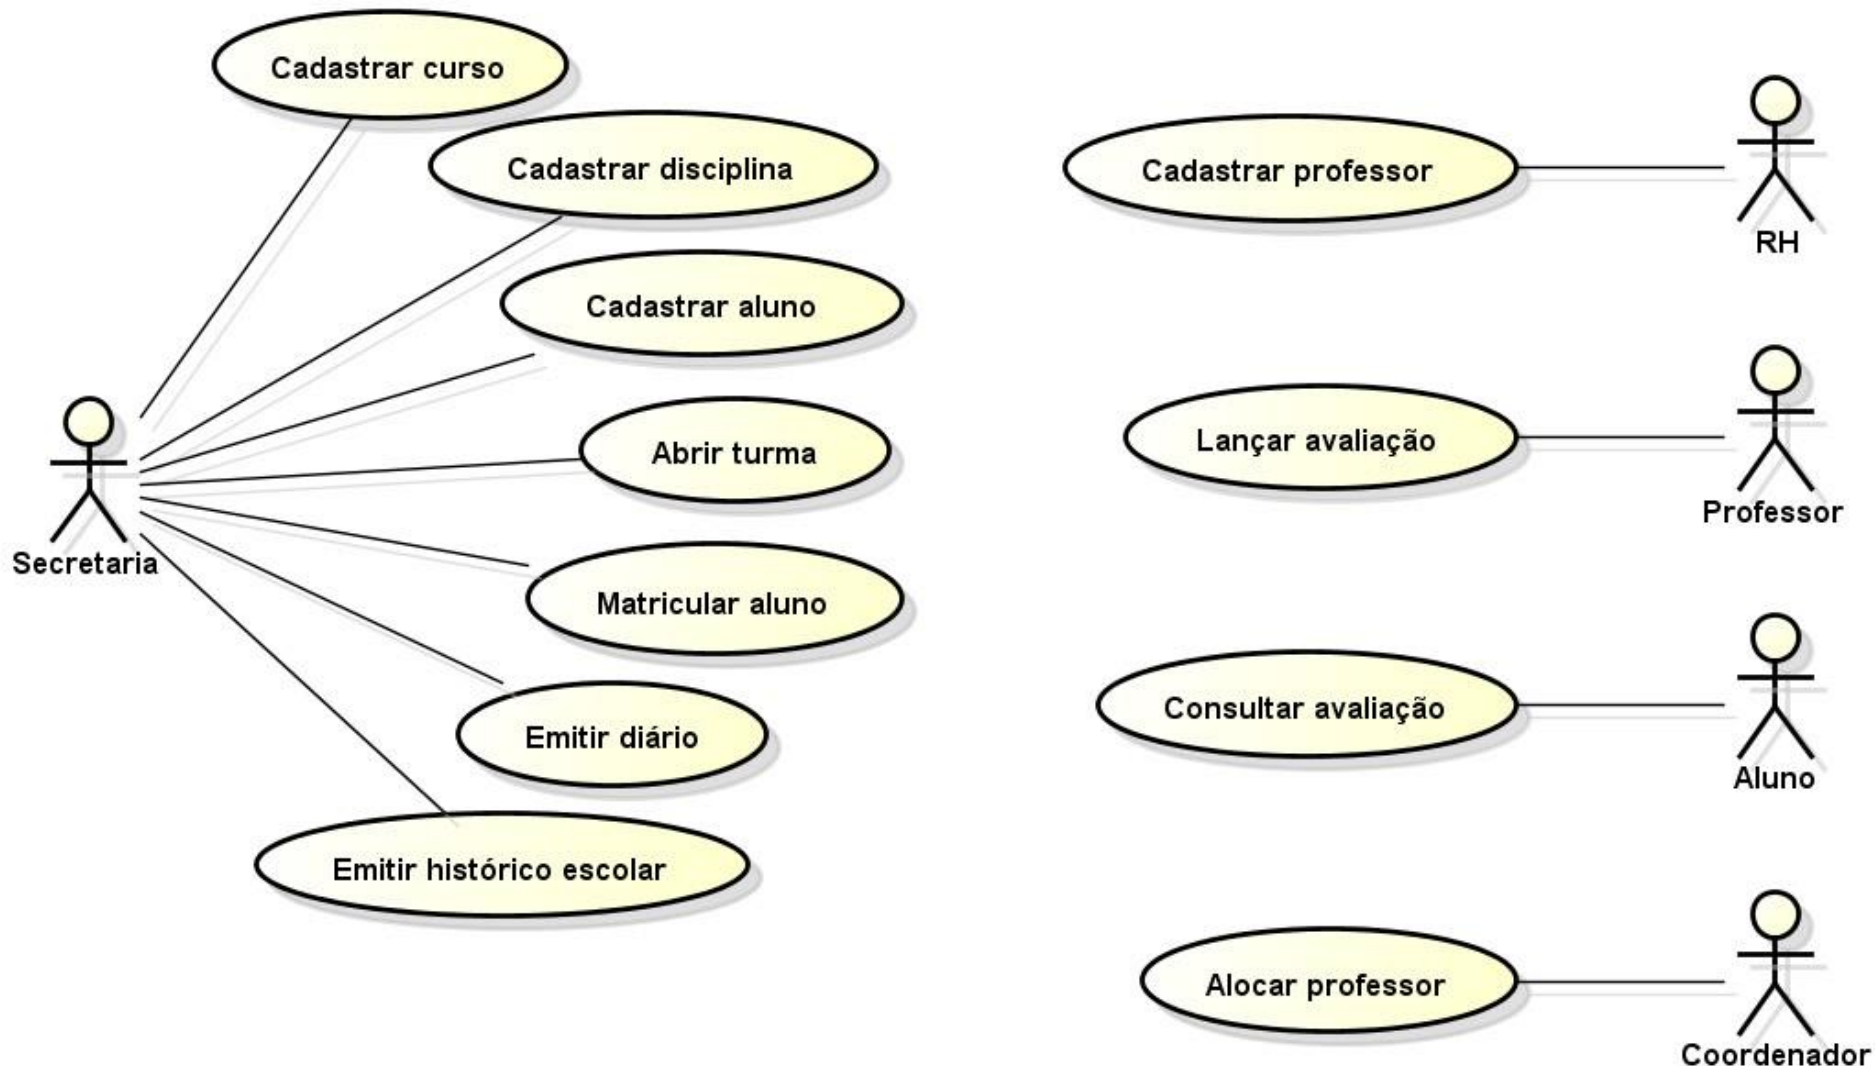 Cadastrar curso
Cadastrar disciplina
Cadastrar aluno
Abrir turma
Matricular aluno
Emitir diário
Emitir histórico escolar
Secretaria
Cadastrar professor
RH
Lançar avaliação
Professor
Consultar avaliação
Aluno
Alocar professor
Coordenador